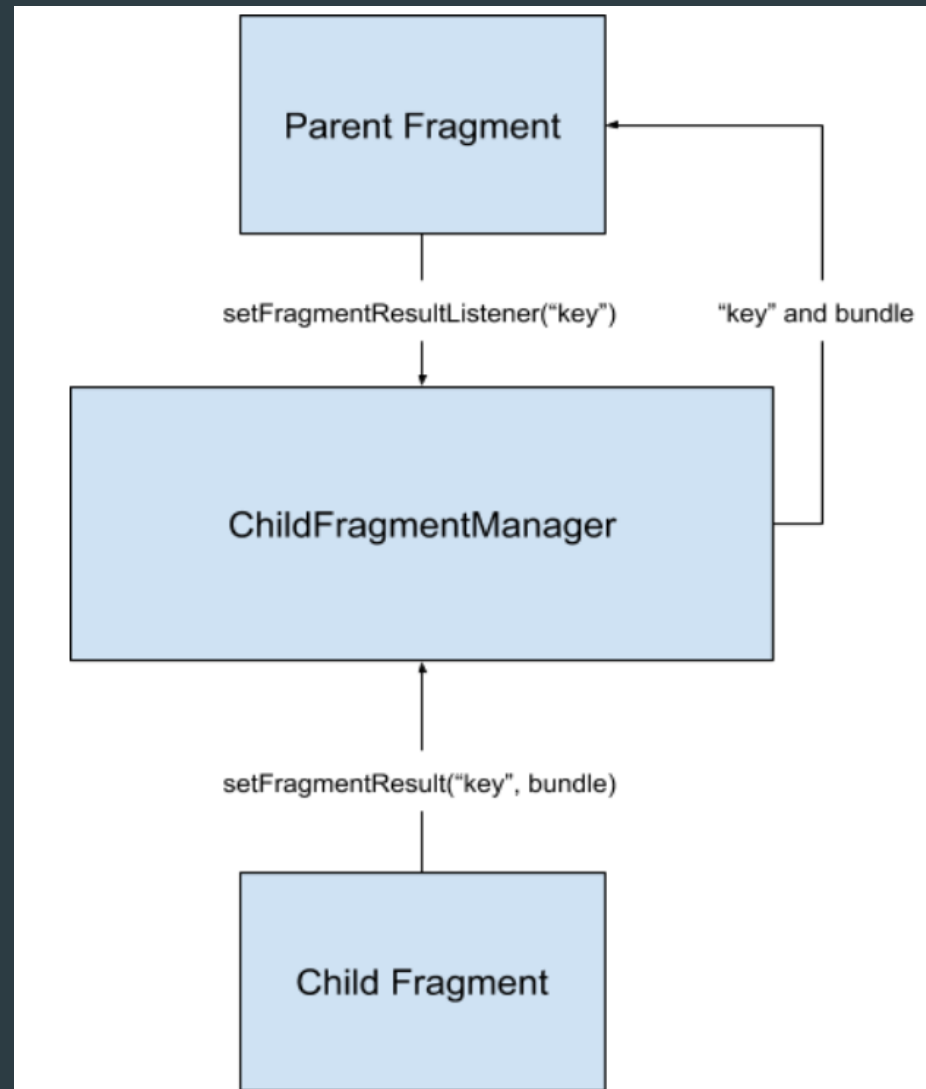 Parent Fragment
setFragmentResultListener(“key”)
“key” and bundle
ChildFragmentManager
setFragmentResult(“key”, bundle)
Child Fragment